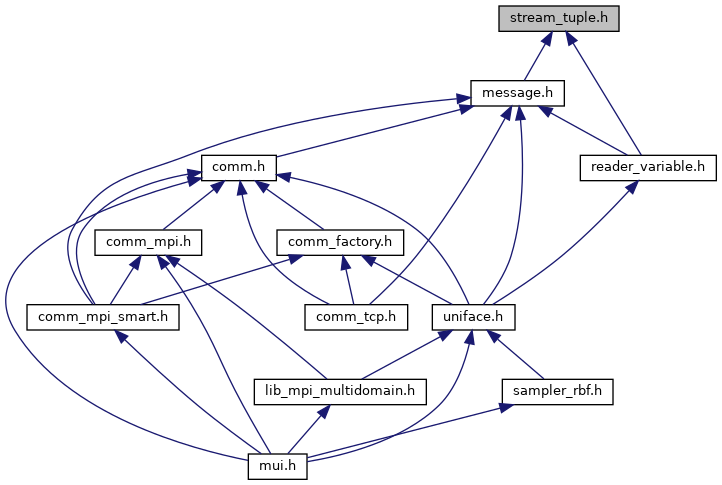 stream_tuple.h
message.h
comm.h
reader_variable.h
comm_mpi.h
comm_factory.h
comm_mpi_smart.h
comm_tcp.h
uniface.h
lib_mpi_multidomain.h
sampler_rbf.h
mui.h